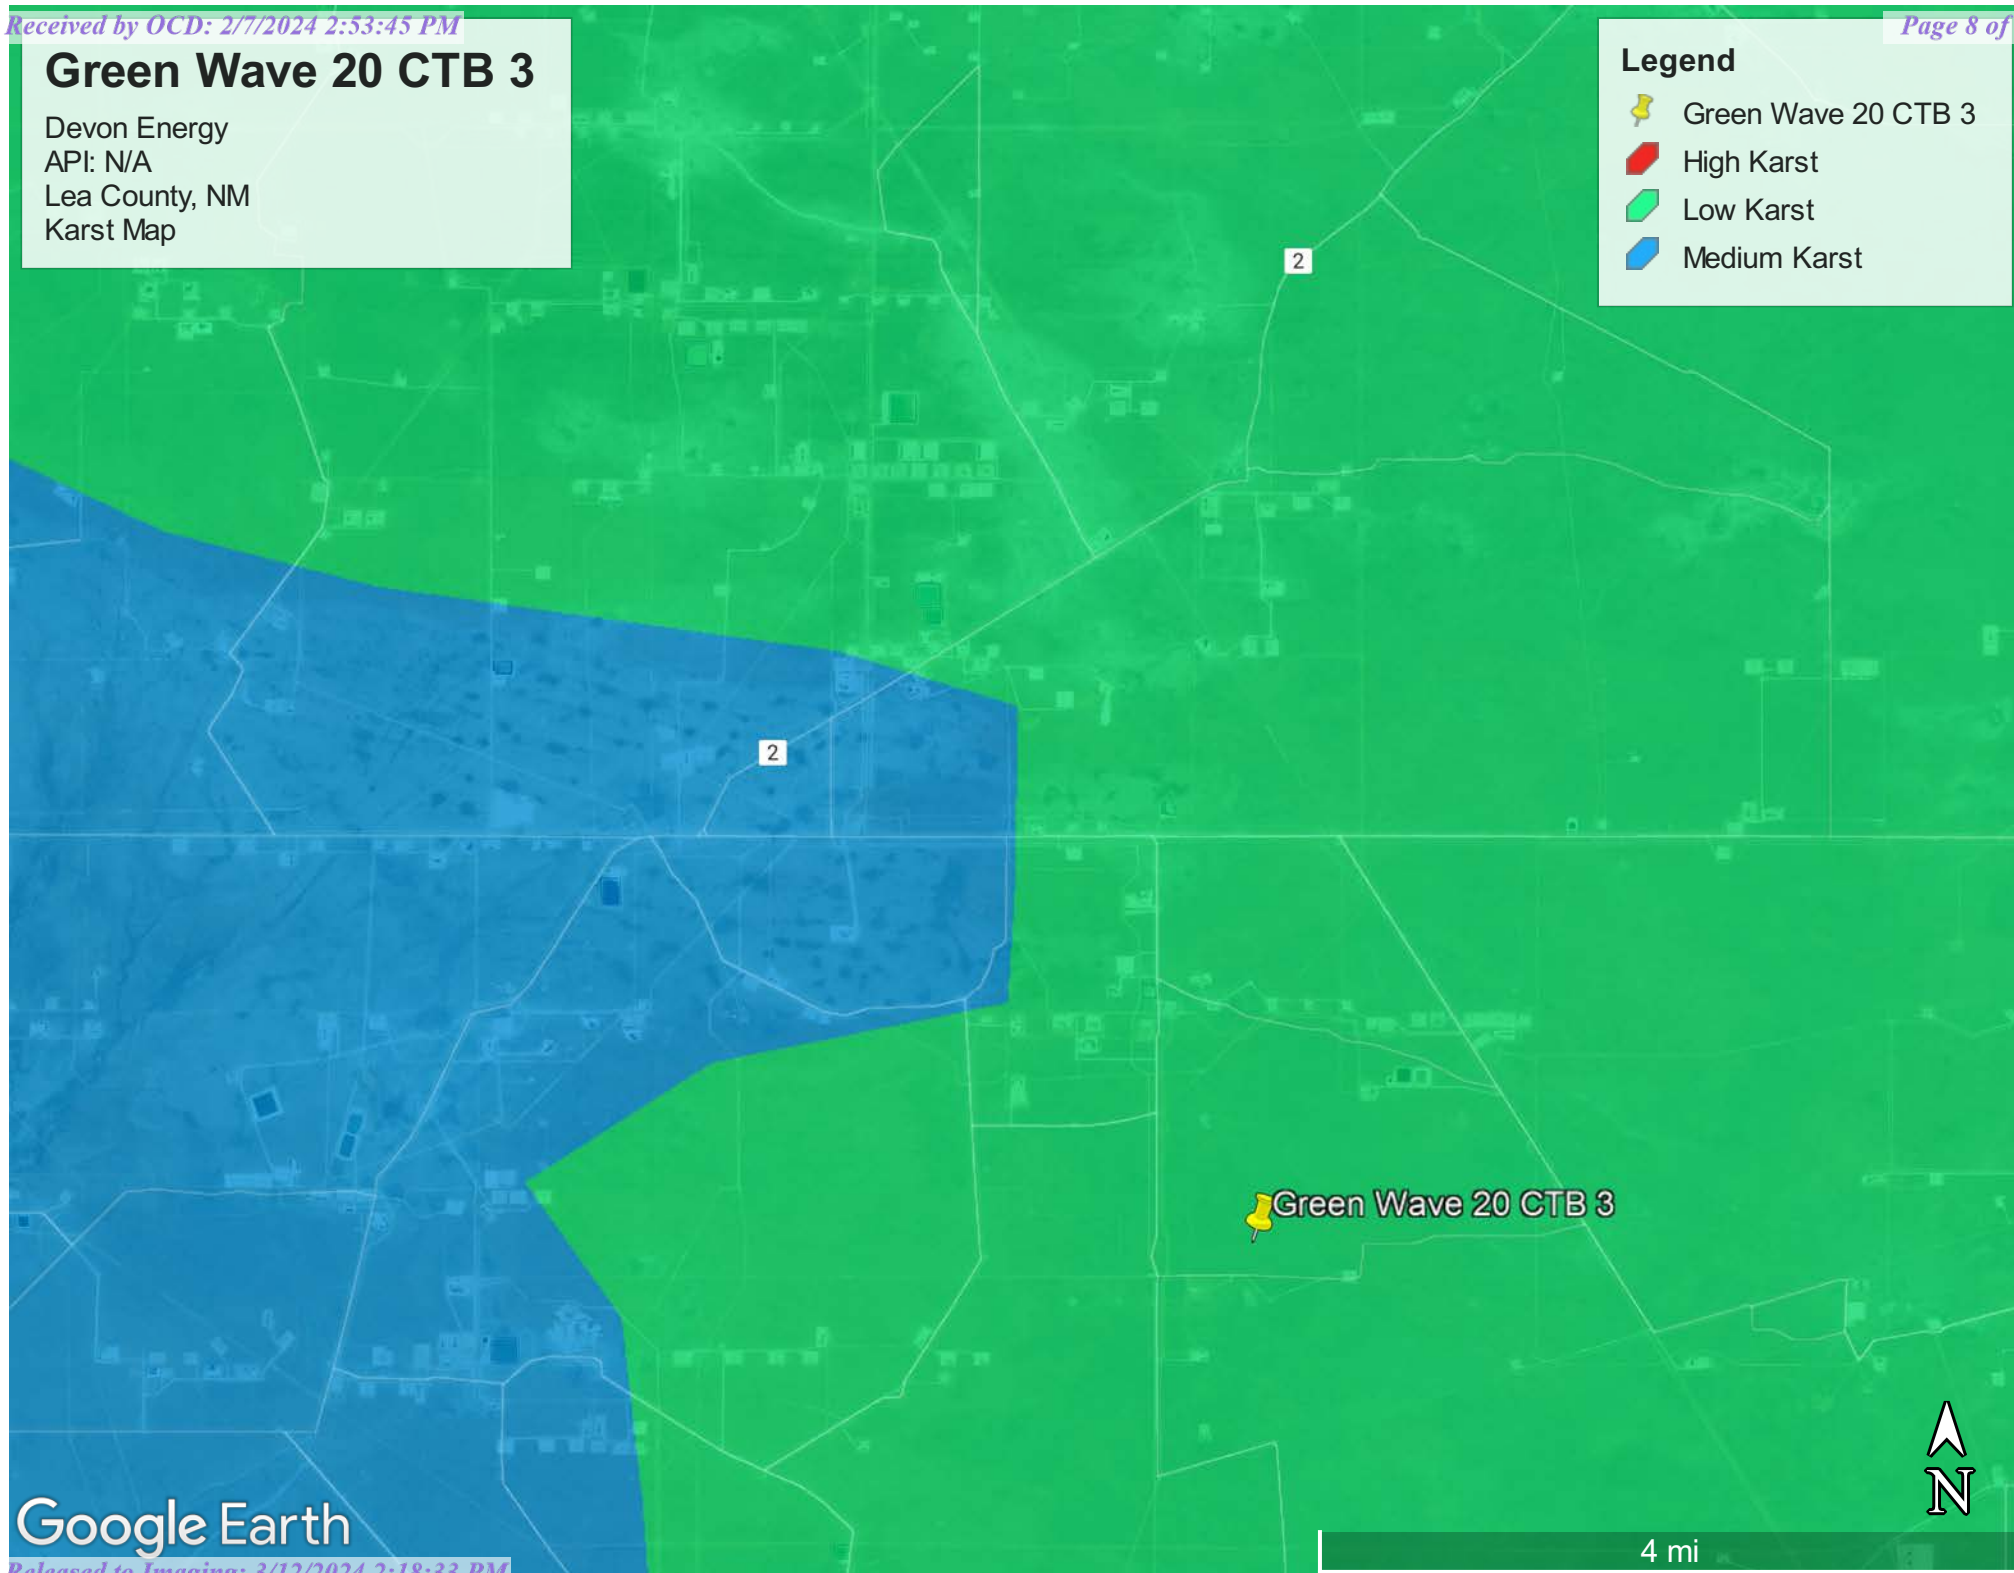 Received by OCD: 2/7/2024 2:53:45 PM
Page 8 of
Green Wave 20 CTB 3
Devon Energy
API: N/A
Lea County, NM
Karst Map
Legend
Green Wave 20 CTB 3
High Karst
Low Karst
Medium Karst
2
2
Green Wave 20 CTB 3
N
Google Earth
4 mi
Released to Imaging: 3/12/2024 2:18:33 PM